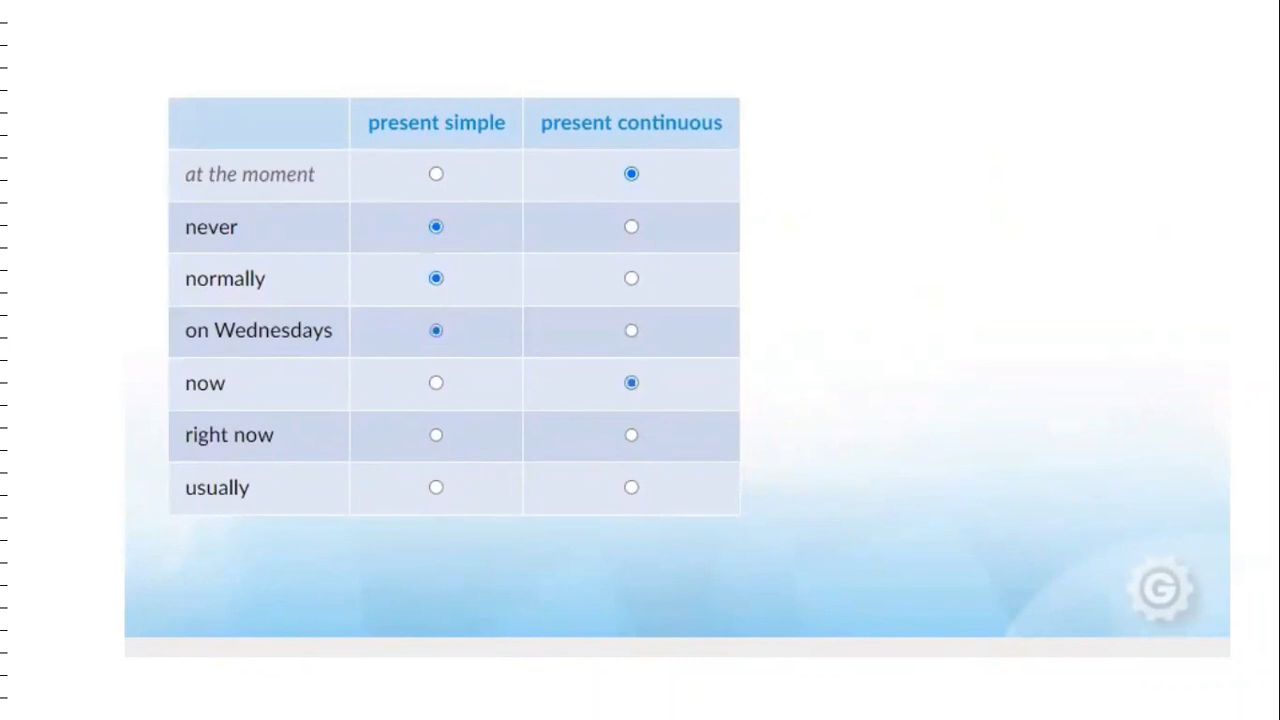 present simple present continuous
at the moment
never
normally
on Wednesdays
now
right now
usually
G